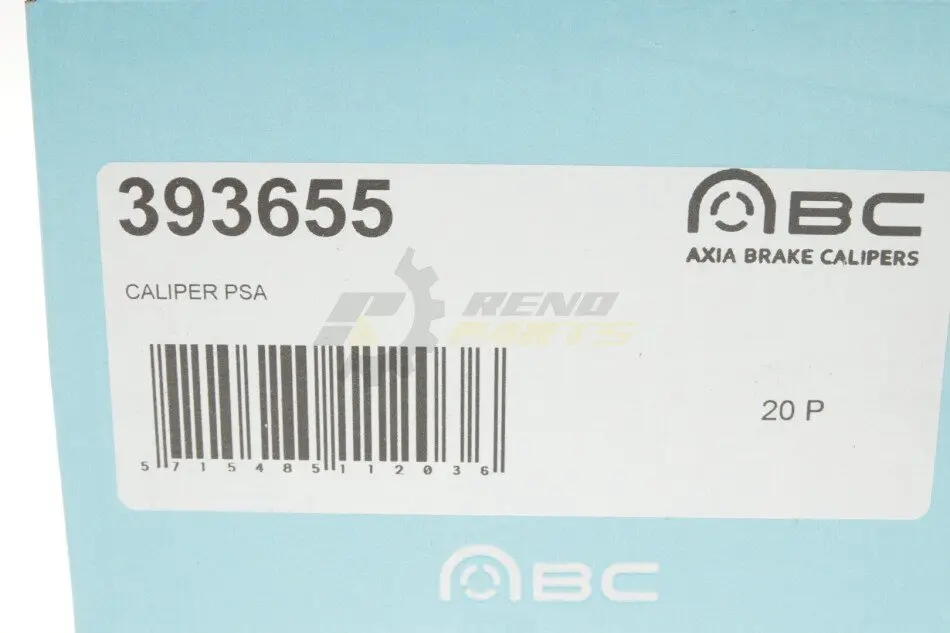 393655
ABC
AXIA BRAKE CALIPERS
CALIPER PSA
RENO
PARTS
20 P
5 715485 112036
ABC